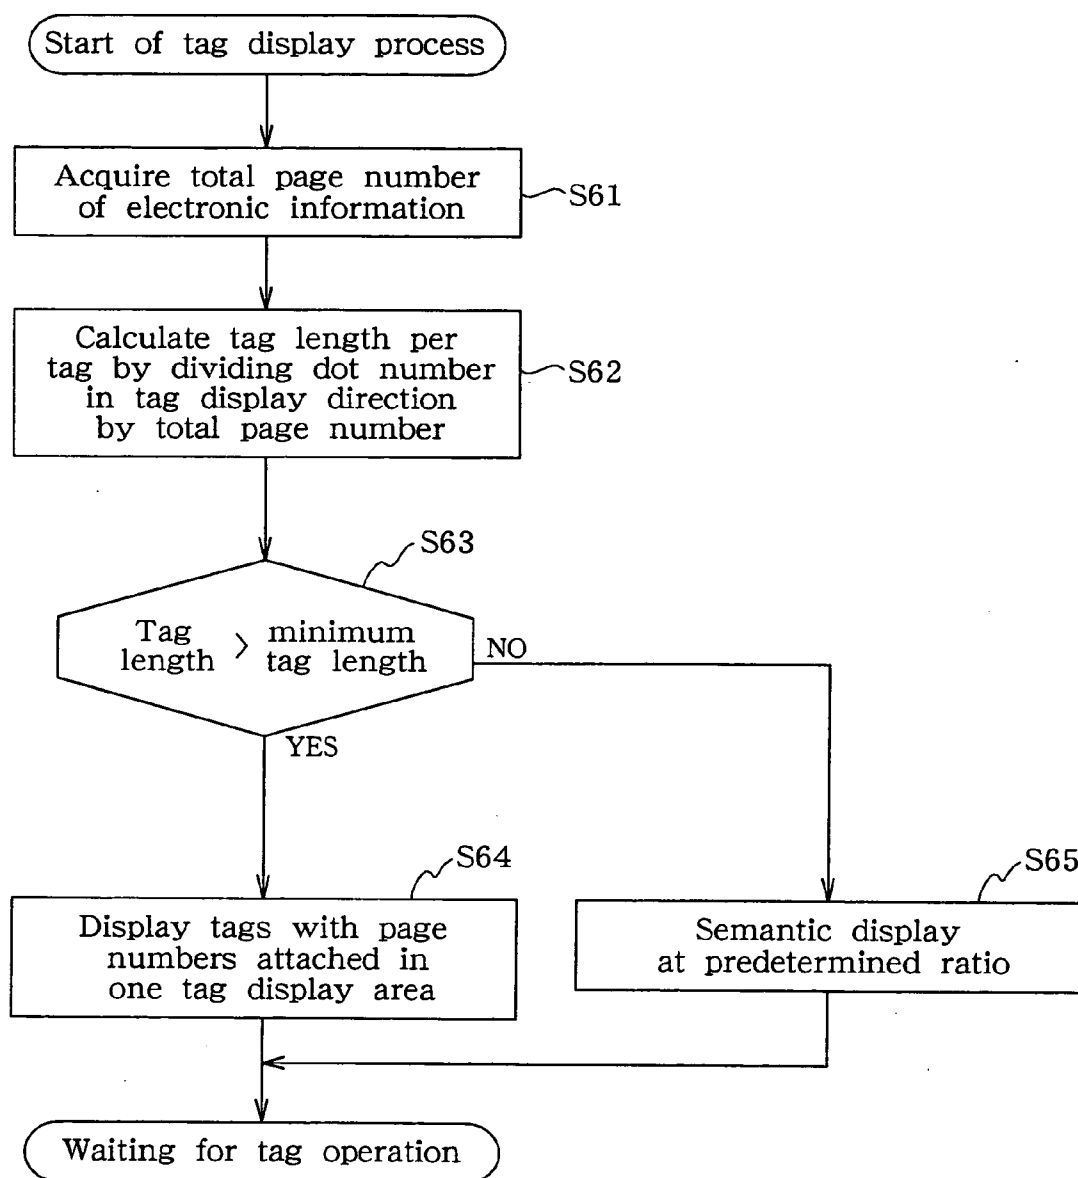 Start of tag display process
Acquire total page number
of electronic information
S61
Calculate tag length per
tag by dividing dot number
in tag display direction
by total page number
S62
S63
Tag > minimum
length tag length
NO
YES
S64
Display tags with page
numbers attached in
one tag display area
S65
Semantic display
at predetermined ratio
Waiting for tag operation